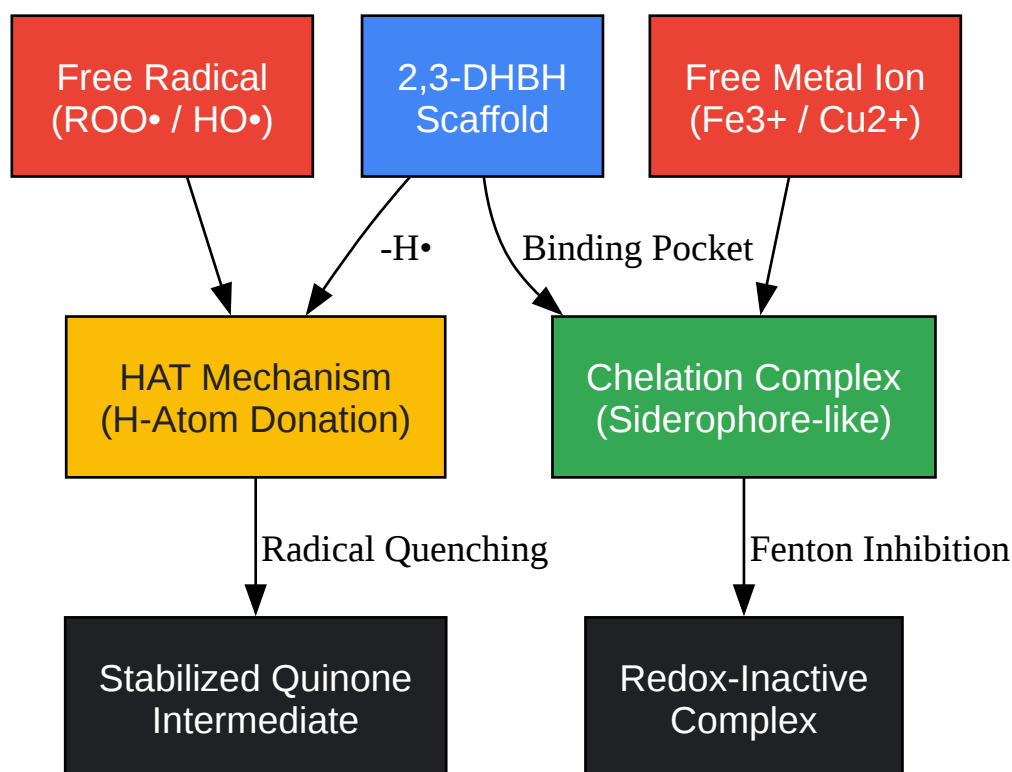 Free Radical
(ROO• / HO•)
2,3-DHBH
Scaffold
Free Metal Ion
(Fe3+ / Cu2+)
-H•
Binding Pocket
HAT Mechanism
(H-Atom Donation)
Chelation Complex
(Siderophore-like)
Radical Quenching
Fenton Inhibition
Stabilized Quinone
Intermediate
Redox-Inactive
Complex